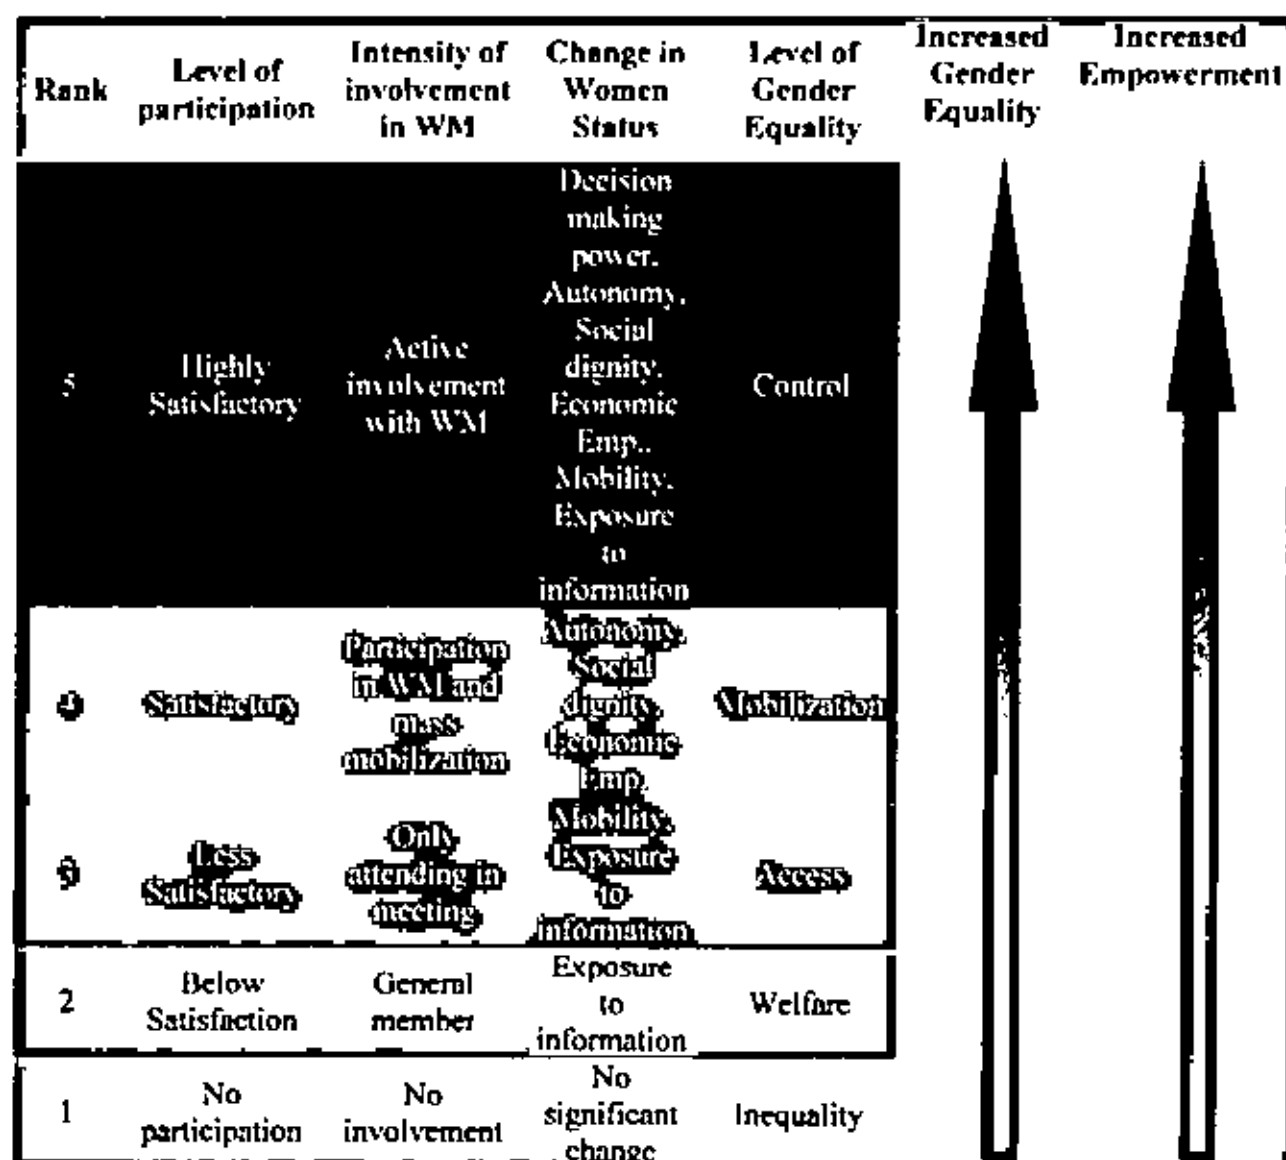 Rank
Level of
participation
Intensity of
involvement
in WM
Change in
Women
Status
Level of
Gender
Equality
Increased
Gender
Equality
Increased
Empowerment
5
Highly
Satisfactory
Active
involvement
with WM
Decision
making
power,
Autonomy,
Social
dignity,
Economic
Emp..
Mobility,
Exposure
to
information
Control
4
Satisfactory
Participation
in WM and
mass
mobilization
Autonomy,
Social
dignity,
Economic
Emp.
Mobilization
3
Less
Satisfactory
Only
attending in
meeting
Mobility,
Exposure
to
information
Access
2
Below
Satisfaction
General
member
Exposure
to
information
Welfare
1
No
participation
No
involvement
No
significant
change
Inequality